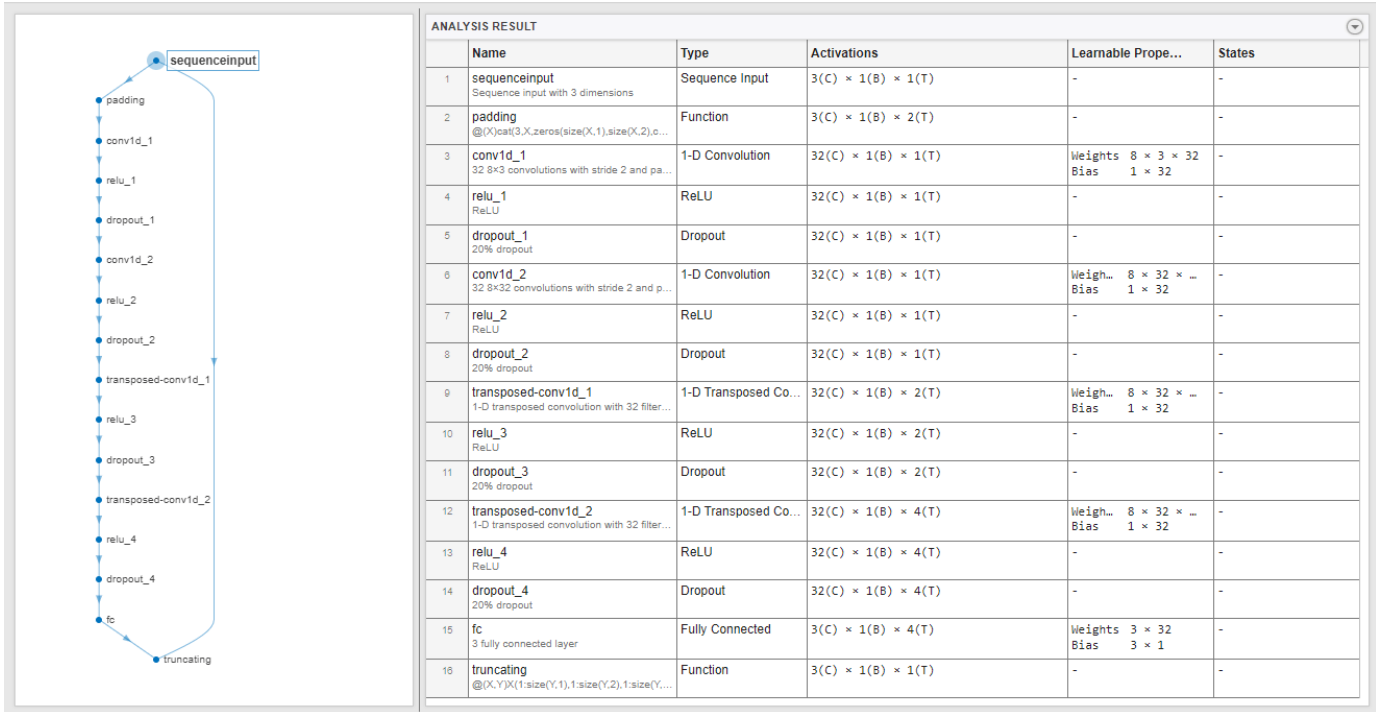 sequenceinput
padding
conv1d_1
relu_1
dropout_1
conv1d_2
relu_2
dropout_2
transposed-conv1d_1
relu_3
dropout_3
transposed-conv1d_2
relu_4
dropout_4
fc
truncating
ANALYSIS RESULT
Name Type Activations Learnable Prope... States
1 sequenceinput Sequence Input 3(C) × 1(B) × 1(T) - -
Sequence input with 3 dimensions
2 padding Function 3(C) × 1(B) × 2(T) - -
@(X)cat(3,X,zeros(size(X,1),size(X,2),c...
3 conv1d_1 1-D Convolution 32(C) × 1(B) × 1(T) Weights 8 × 3 × 32 -
32 8×3 convolutions with stride 2 and pa... Bias 1 × 32
4 relu_1 ReLU 32(C) × 1(B) × 1(T) - -
ReLU
5 dropout_1 Dropout 32(C) × 1(B) × 1(T) - -
20% dropout
6 conv1d_2 1-D Convolution 32(C) × 1(B) × 1(T) Weigh... 8 × 32 × ... -
32 8×32 convolutions with stride 2 and p... Bias 1 × 32
7 relu_2 ReLU 32(C) × 1(B) × 1(T) - -
ReLU
8 dropout_2 Dropout 32(C) × 1(B) × 1(T) - -
20% dropout
9 transposed-conv1d_1 1-D Transposed Co... 32(C) × 1(B) × 2(T) Weigh... 8 × 32 × ... -
1-D transposed convolution with 32 filter... Bias 1 × 32
10 relu_3 ReLU 32(C) × 1(B) × 2(T) - -
ReLU
11 dropout_3 Dropout 32(C) × 1(B) × 2(T) - -
20% dropout
12 transposed-conv1d_2 1-D Transposed Co... 32(C) × 1(B) × 4(T) Weigh... 8 × 32 × ... -
1-D transposed convolution with 32 filter... Bias 1 × 32
13 relu_4 ReLU 32(C) × 1(B) × 4(T) - -
ReLU
14 dropout_4 Dropout 32(C) × 1(B) × 4(T) - -
20% dropout
15 fc Fully Connected 3(C) × 1(B) × 4(T) Weights 3 × 32 -
3 fully connected layer Bias 3 × 1
16 truncating Function 3(C) × 1(B) × 1(T) - -
@(X,Y)X(1:size(Y,1),1:size(Y,2),1:size(Y,...